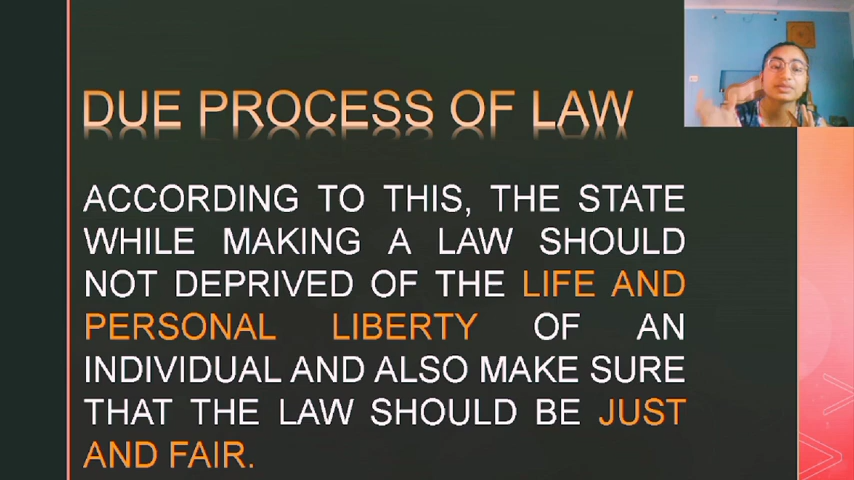 DUE PROCESS OF LAW
ACCORDING TO THIS, THE STATE
WHILE MAKING A LAW SHOULD
NOT DEPRIVED OF THE LIFE AND
PERSONAL LIBERTY OF AN
INDIVIDUAL AND ALSO MAKE SURE
THAT THE LAW SHOULD BE JUST
AND FAIR.